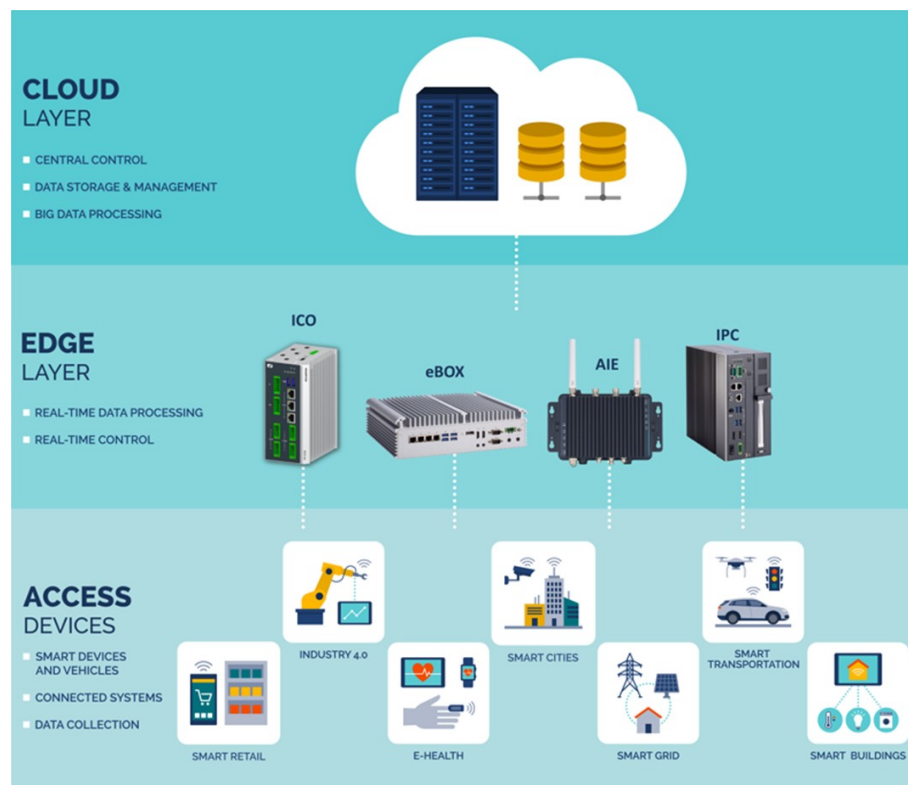 CLOUD
LAYER
CENTRAL CONTROL
DATA STORAGE & MANAGEMENT
BIG DATA PROCESSING
EDGE
LAYER
REAL-TIME DATA PROCESSING
REAL-TIME CONTROL
ICO
eBOX
AIE
IPC
ACCESS
DEVICES
SMART DEVICES
AND VEHICLES
CONNECTED SYSTEMS
DATA COLLECTION
INDUSTRY 4.0
SMART CITIES
SMART
TRANSPORTATION
SMART RETAIL
E-HEALTH
SMART GRID
SMART BUILDINGS